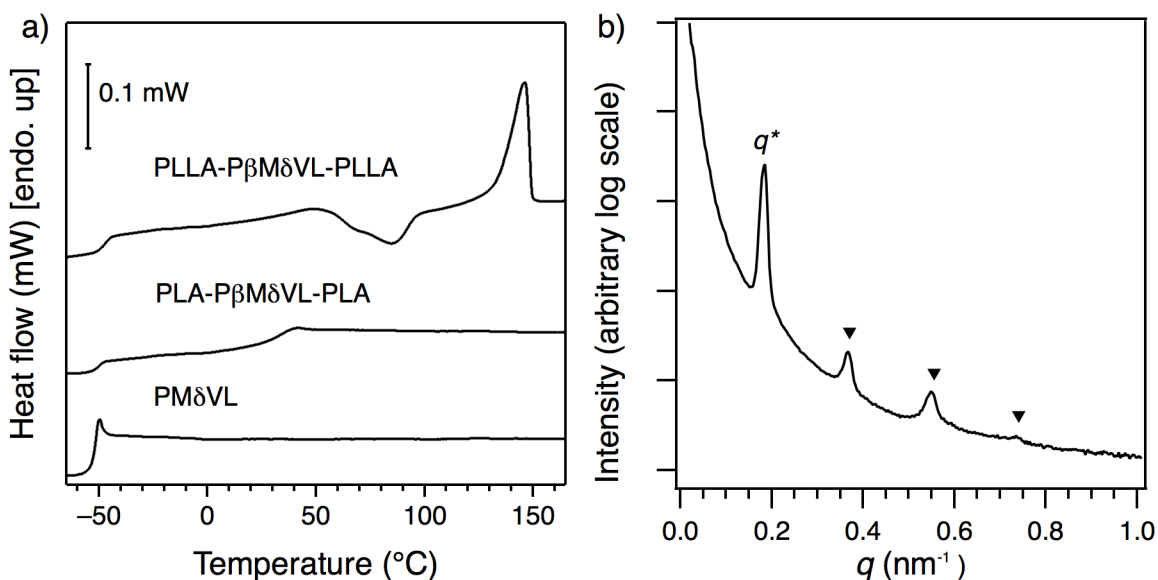 a)
Heat flow (mW) [endo. up]
0.1 mW
PLLA-PβMδVL-PLLA
PLA-PβMδVL-PLA
PMδVL
–50 0 50 100 150
Temperature (°C)
b)
Intensity (arbitrary log scale)
q*
0.0 0.2 0.4 0.6 0.8 1.0
q (nm-1)